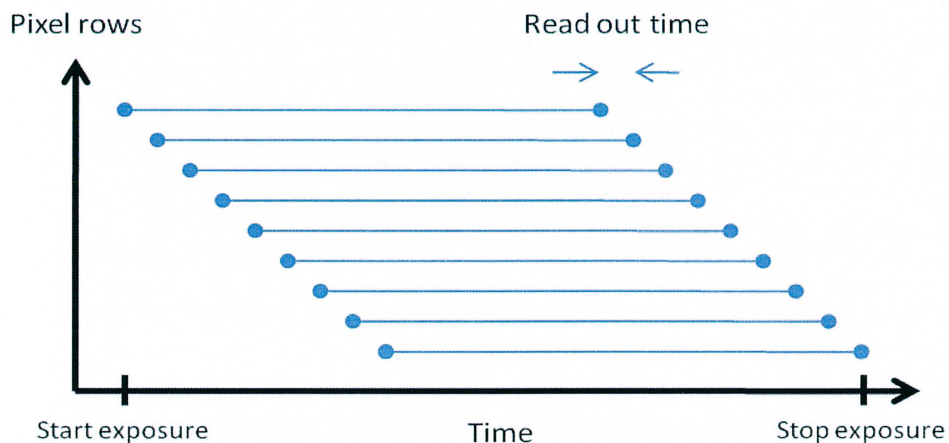 Pixel rows
Read out time
Start exposure
Time
Stop exposure